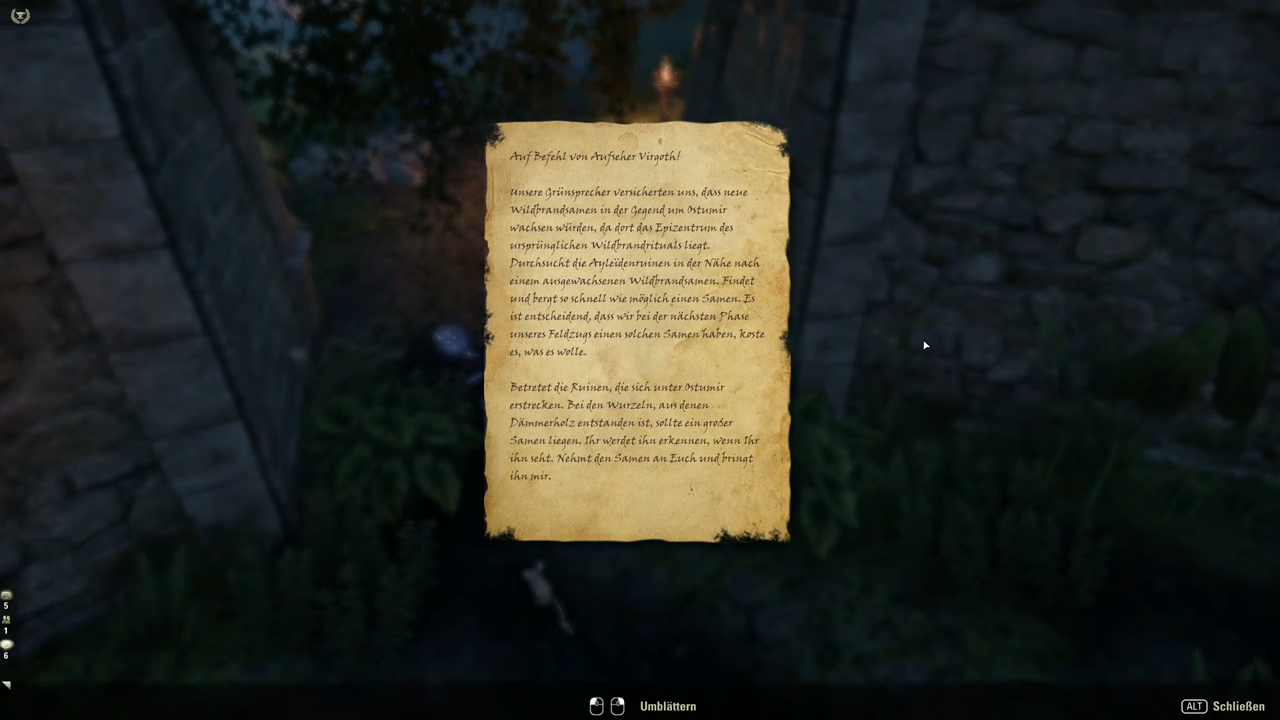 Auf Befehl von Aufseher Virgoth!
Unsere Grünsprecher versicherten uns, dass neue
Wildbrandsamen in der Gegend um Ostumir
wachsen würden, da dort das Epizentrum des
ursprünglichen Wildbrandrituals liegt.
Durchsucht die Ayleïdenruinen in der Nähe nach
einem ausgewachsenen Wildbrandsamen. Findet
und bergt so schnell wie möglich einen Samen. Es
ist entscheidend, dass wir bei der nächsten Phase
unseres Feldzugs einen solchen Samen haben, koste
es, was es wolle.
Betretet die Ruinen, die sich unter Ostumir
erstrecken. Bei den Wurzeln, aus denen
Dämmerholz entstanden ist, sollte ein großer
Samen liegen. Ihr werdet ihn erkennen, wenn Ihr
ihn seht. Nehmt den Samen an Euch und bringt
ihn mir.
5
1
6
Umblättern
ALT Schließen